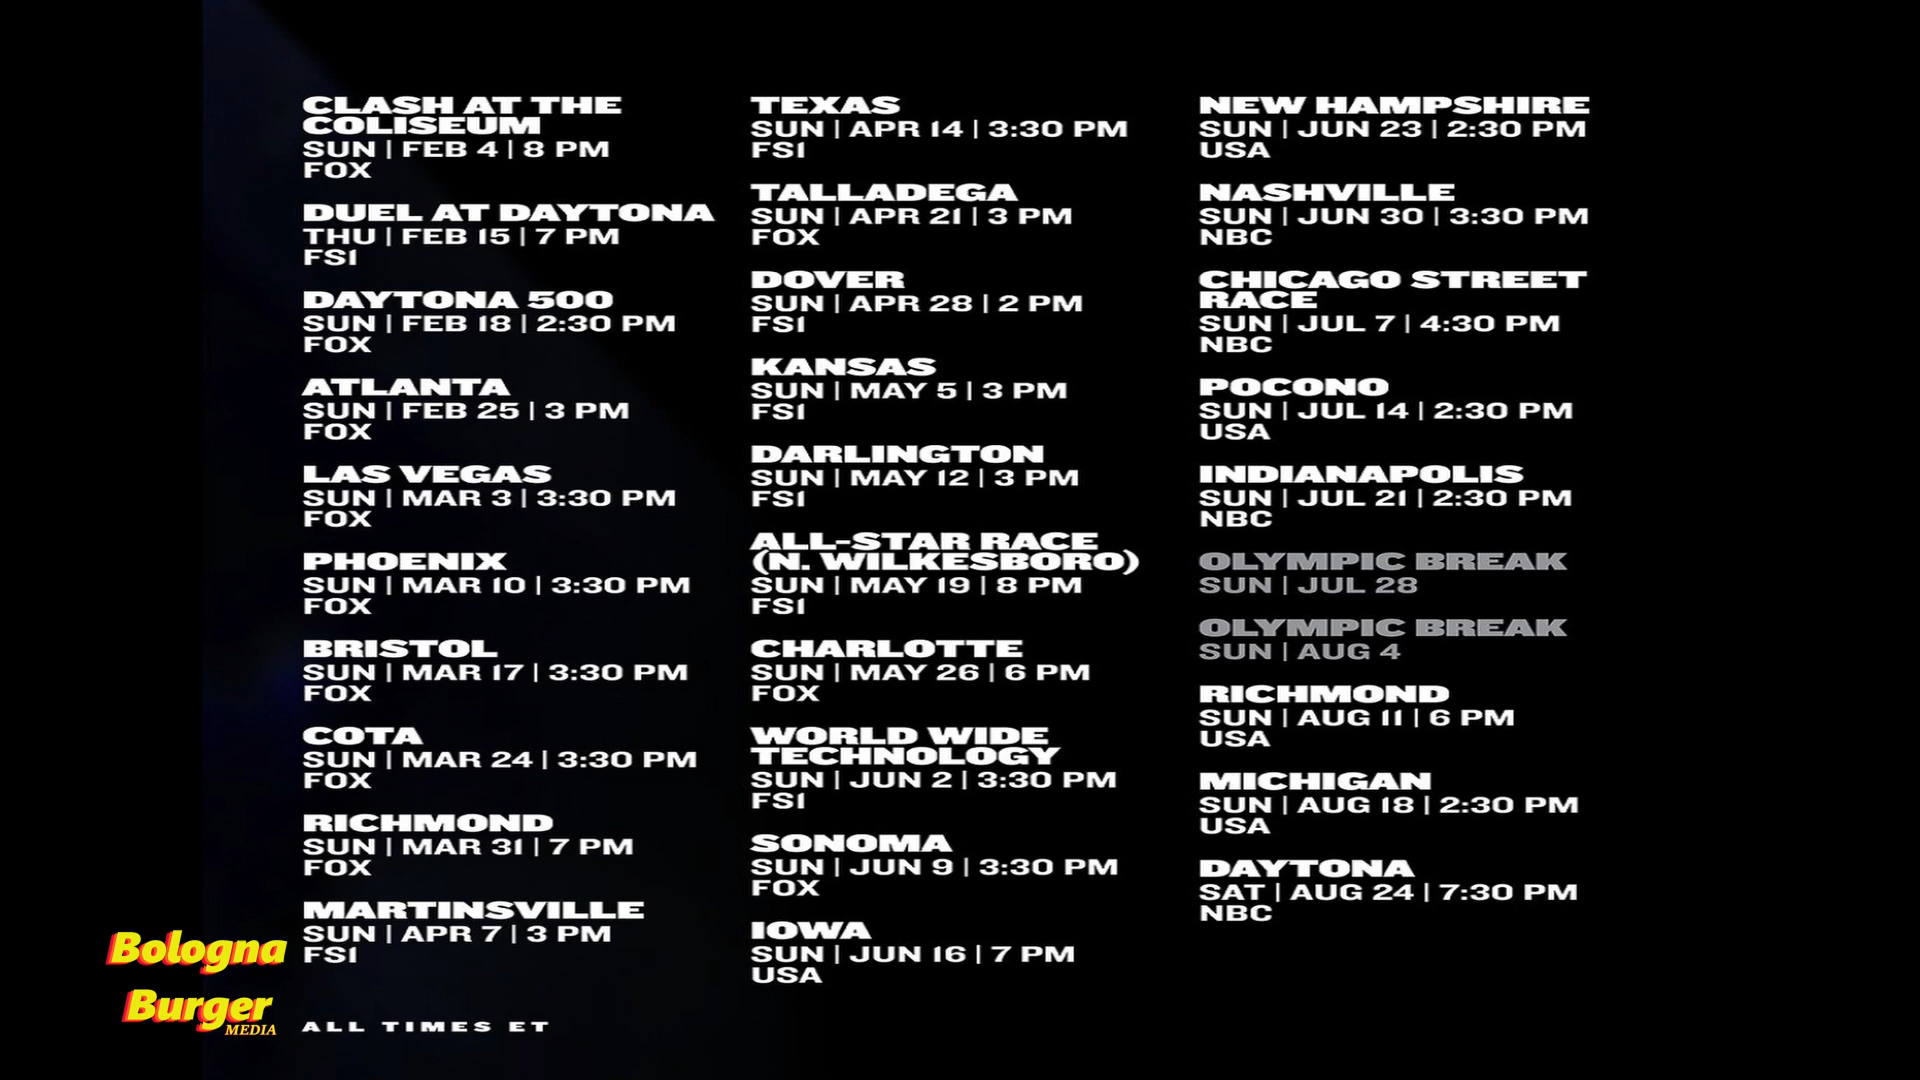 CLASH AT THE
COLISEUM
SUN | FEB 4 | 8 PM
FOX
DUEL AT DAYTONA
THU | FEB 15 | 7 PM
FS1
DAYTONA 500
SUN | FEB 18 | 2:30 PM
FOX
ATLANTA
SUN | FEB 25 | 3 PM
FOX
LAS VEGAS
SUN | MAR 3 | 3:30 PM
FOX
PHOENIX
SUN | MAR 10 | 3:30 PM
FOX
BRISTOL
SUN | MAR 17 | 3:30 PM
FOX
COTA
SUN | MAR 24 | 3:30 PM
FOX
RICHMOND
SUN | MAR 31 | 7 PM
FOX
MARTINSVILLE
SUN | APR 7 | 3 PM
FS1
TEXAS
SUN | APR 14 | 3:30 PM
FS1
TALLADEGA
SUN | APR 21 | 3 PM
FOX
DOVER
SUN | APR 28 | 2 PM
FS1
KANSAS
SUN | MAY 5 | 3 PM
FS1
DARLINGTON
SUN | MAY 12 | 3 PM
FS1
ALL-STAR RACE
(N. WILKESBORO)
SUN | MAY 19 | 8 PM
FS1
CHARLOTTE
SUN | MAY 26 | 6 PM
FOX
WORLD WIDE
TECHNOLOGY
SUN | JUN 2 | 3:30 PM
FS1
SONOMA
SUN | JUN 9 | 3:30 PM
FOX
IOWA
SUN | JUN 16 | 7 PM
USA
NEW HAMPSHIRE
SUN | JUN 23 | 2:30 PM
USA
NASHVILLE
SUN | JUN 30 | 3:30 PM
NBC
CHICAGO STREET
RACE
SUN | JUL 7 | 4:30 PM
NBC
POCONO
SUN | JUL 14 | 2:30 PM
USA
INDIANAPOLIS
SUN | JUL 21 | 2:30 PM
NBC
OLYMPIC BREAK
SUN | JUL 28
OLYMPIC BREAK
SUN | AUG 4
RICHMOND
SUN | AUG 11 | 6 PM
USA
MICHIGAN
SUN | AUG 18 | 2:30 PM
USA
DAYTONA
SAT | AUG 24 | 7:30 PM
NBC
Bologna
Burger
MEDIA
ALL TIMES ET